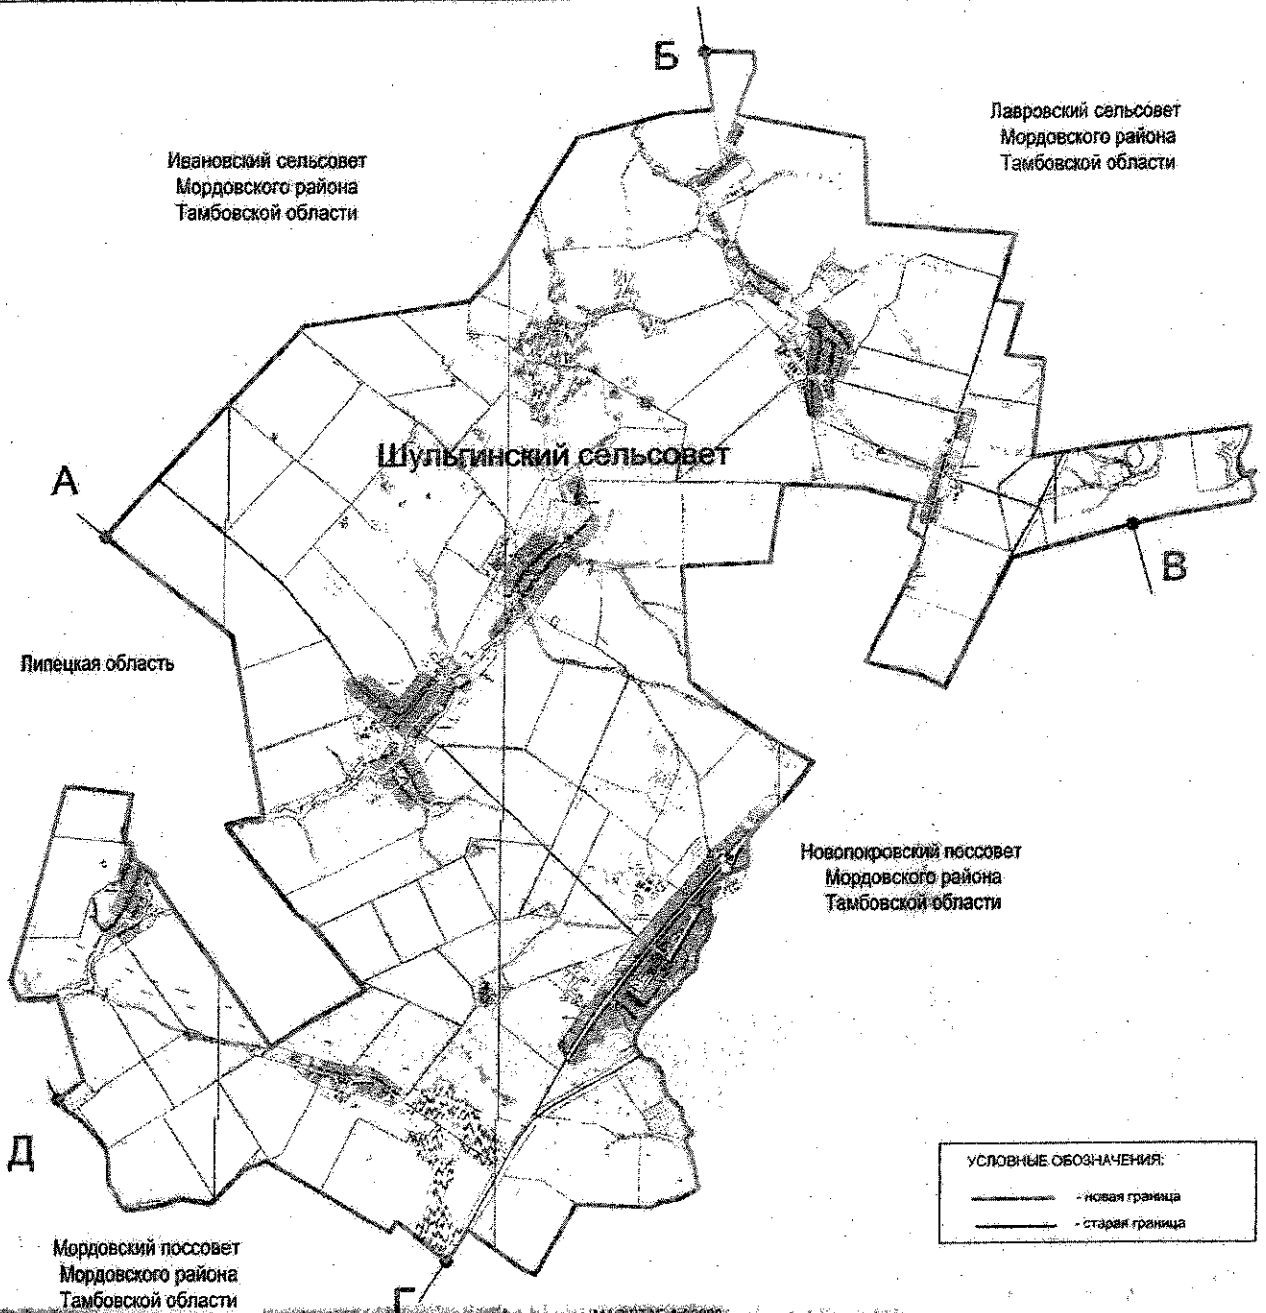 Б
Лавровский сельсовет
Мордовского района
Тамбовской области
Ивановский сельсовет
Мордовского района
Тамбовской области
Шульгинский сельсовет
А
В
Липецкая область
Новопокровский поссовет
Мордовского района
Тамбовской области
Д
УСЛОВНЫЕ ОБОЗНАЧЕНИЯ:
- новая граница
- старая граница
Мордовский поссовет
Мордовского района
Тамбовской области
Г